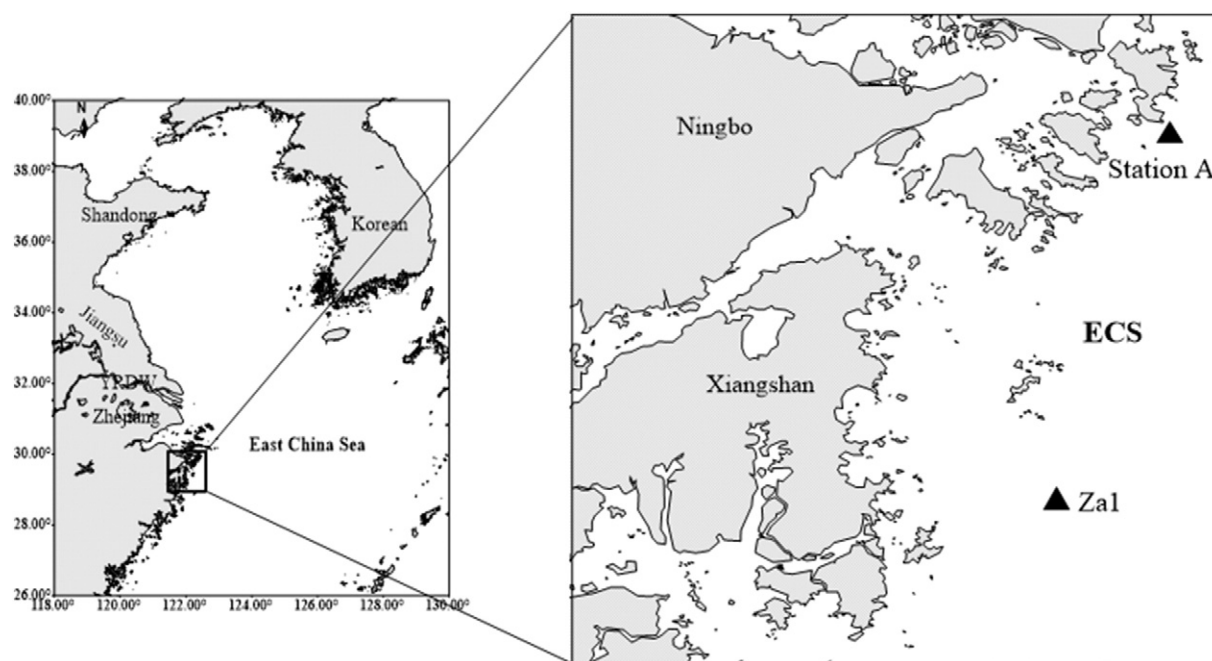 40.00°
N
38.00°
Shandong
Korean
36.00°
34.00°
Jiangsu
32.00°
YRDW
Zhejiang
30.00°
East China Sea
28.00°
26.00°
118.00° 120.00° 122.00° 124.00° 126.00° 128.00° 130.00°
Ningbo
Station A
ECS
Xiangshan
Za1